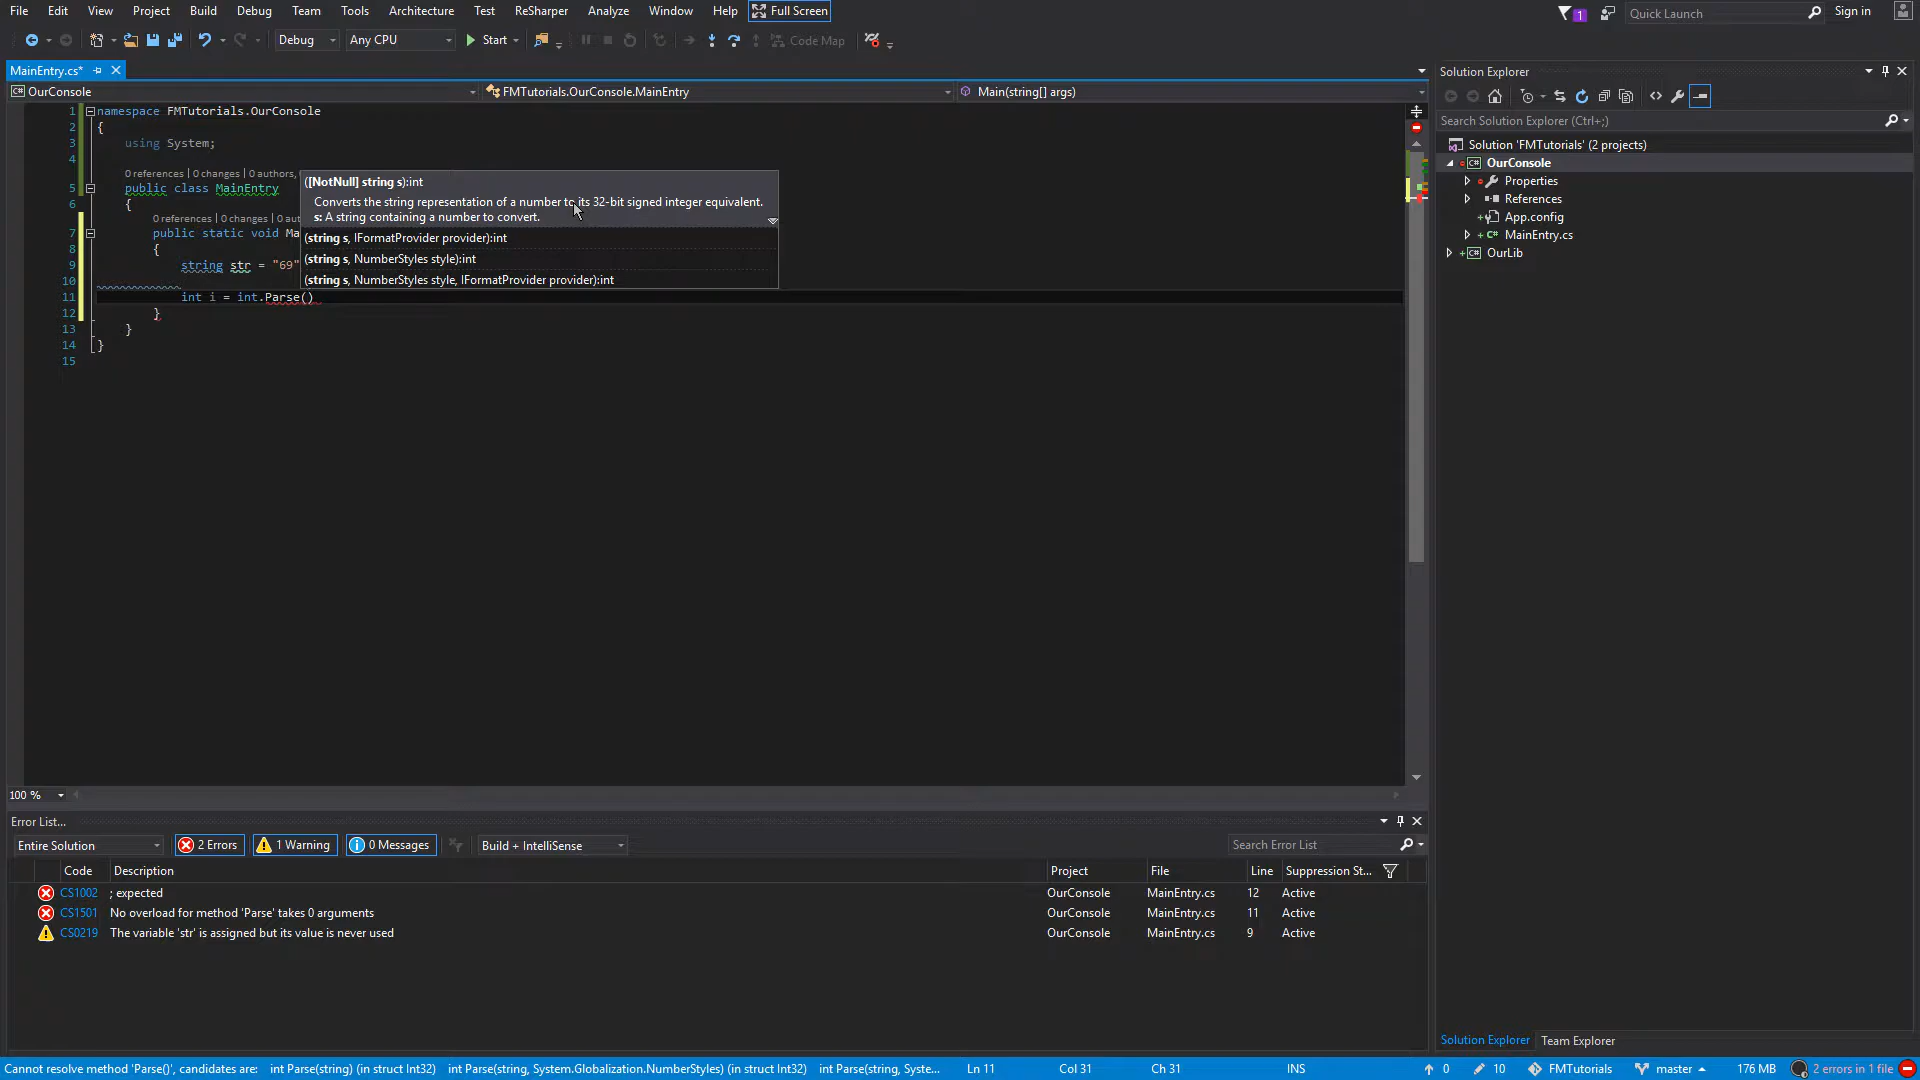 File Edit View Project Build Debug Team Tools Architecture Test ReSharper Analyze Window Help Full Screen 1 Quick Launch Sign in
Debug Any CPU Start Code Map
MainEntry.cs*
OurConsole FMTutorials.OurConsole.MainEntry Main(string[] args)
1 namespace FMTutorials.OurConsole
2 {
3 using System;
4
0 references | 0 changes | 0 authors,
5 public class MainEntry
6 {
0 references | 0 changes | 0 aut
7 public static void Ma
8 {
9 string str = "69"
10
11 int i = int.Parse()
12 }
13 }
14 }
15
([NotNull] string s):int
Converts the string representation of a number to its 32-bit signed integer equivalent.
s: A string containing a number to convert.
(string s, IFormatProvider provider):int
(string s, NumberStyles style):int
(string s, NumberStyles style, IFormatProvider provider):int
100 %
Solution Explorer
Search Solution Explorer (Ctrl+;)
Solution 'FMTutorials' (2 projects)
OurConsole
Properties
References
App.config
MainEntry.cs
OurLib
Error List...
Entire Solution 2 Errors 1 Warning 0 Messages Build + IntelliSense Search Error List
Code Description Project File Line Suppression St...
CS1002 ; expected OurConsole MainEntry.cs 12 Active
CS1501 No overload for method 'Parse' takes 0 arguments OurConsole MainEntry.cs 11 Active
CS0219 The variable 'str' is assigned but its value is never used OurConsole MainEntry.cs 9 Active
Solution Explorer Team Explorer
Cannot resolve method 'Parse()', candidates are: int Parse(string) (in struct Int32) int Parse(string, System.Globalization.NumberStyles) (in struct Int32) int Parse(string, Syste... Ln 11 Col 31 Ch 31 INS 0 10 FMTutorials master 176 MB 2 errors in 1 file